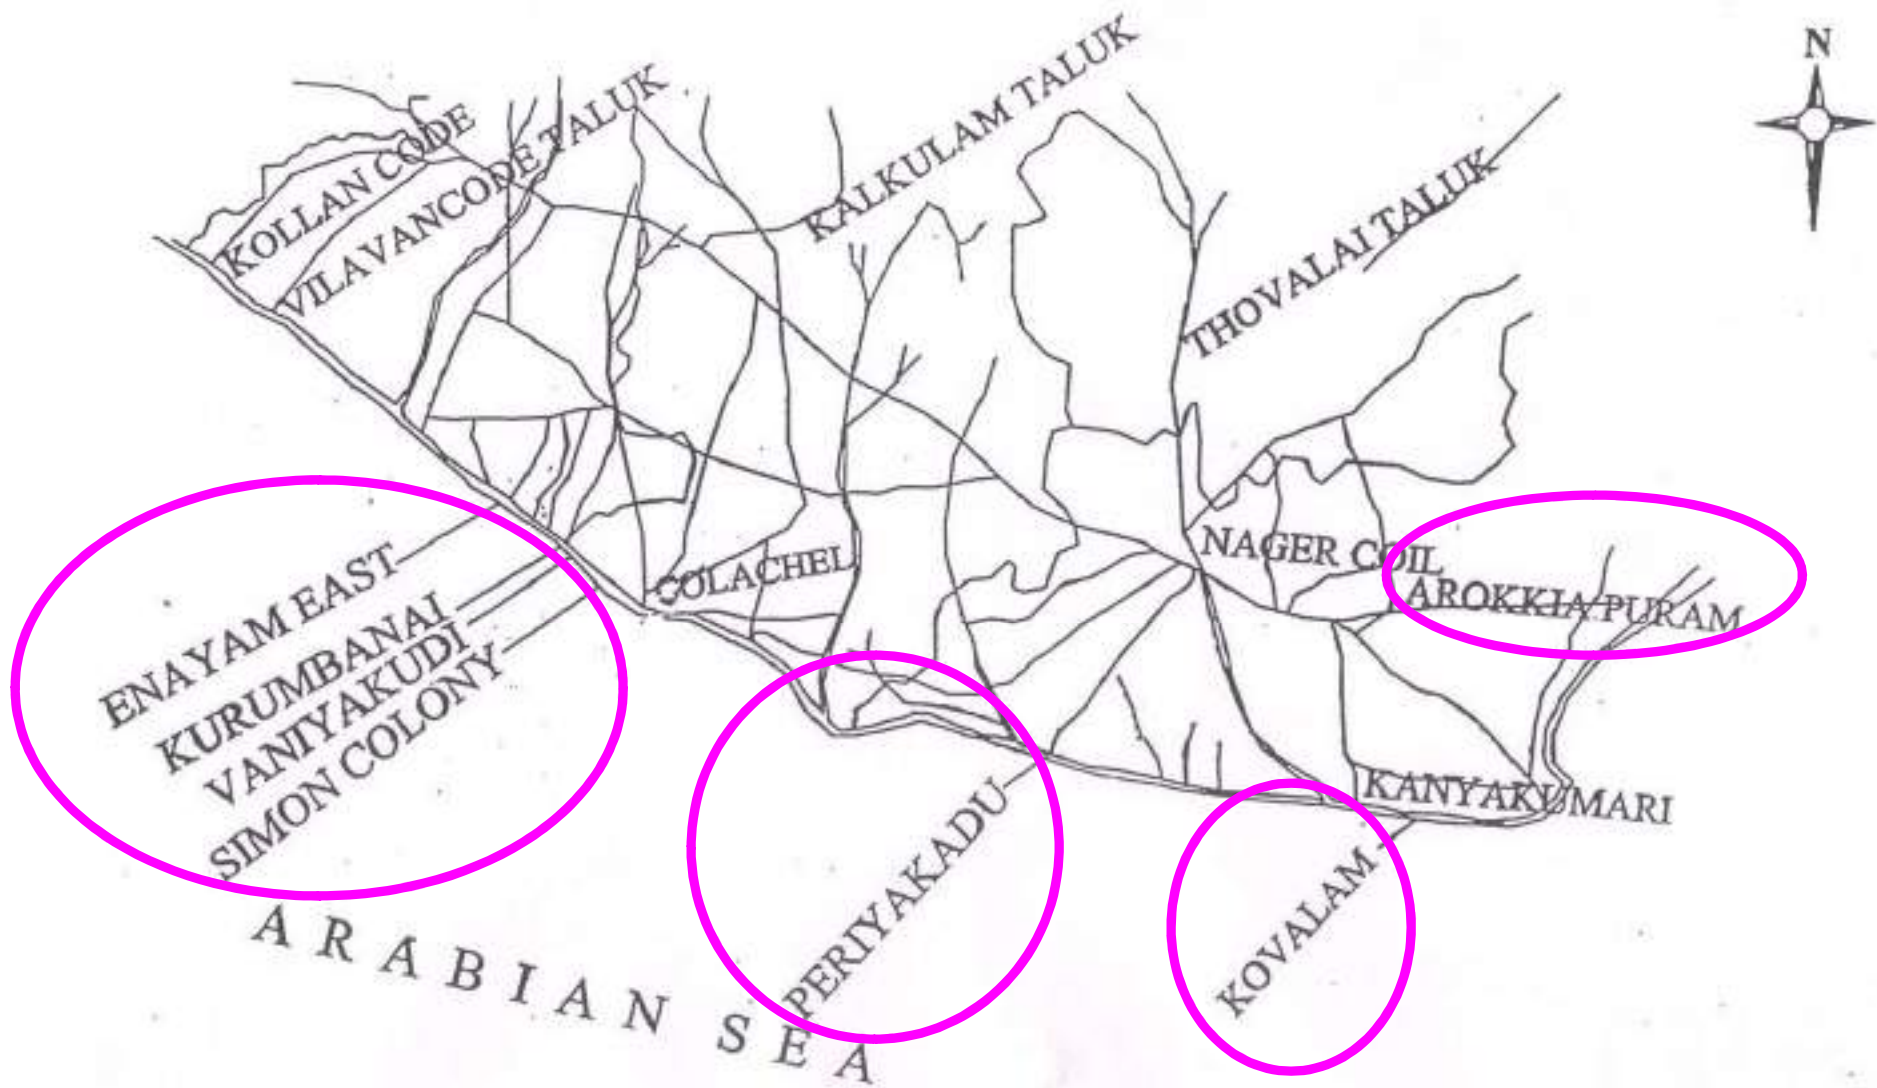 N
KOLLAN CODE
VILAVANCODE TALUK
KALKULAM TALUK
THOVALAI TALUK
NAGER COIL
COLACHEL
AROKKIA PURAM
ENAYAM EAST
KURUMBANAI
VANIYAKUDI
SIMON COLONY
KANYAKUMARI
PERIYAKADU
KOVALAM
ARABIAN SEA